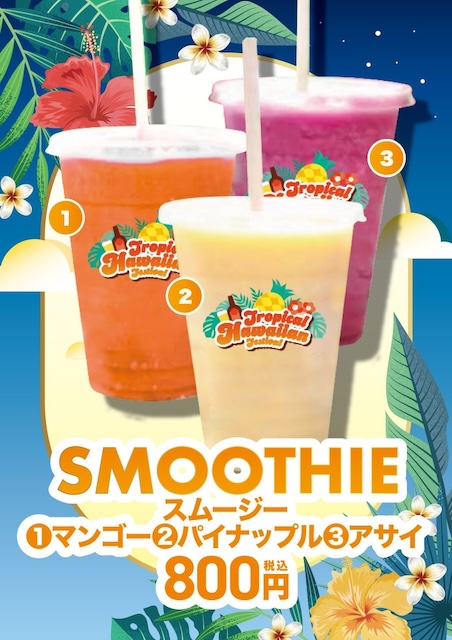 3
Tropical
1
Tropical
Hawaiian
Festival
2
Tropical
Hawaiian
Festival
SMOOTHIE
スムージー
❶マンゴー❷パイナップル❸アサイ
800円税込